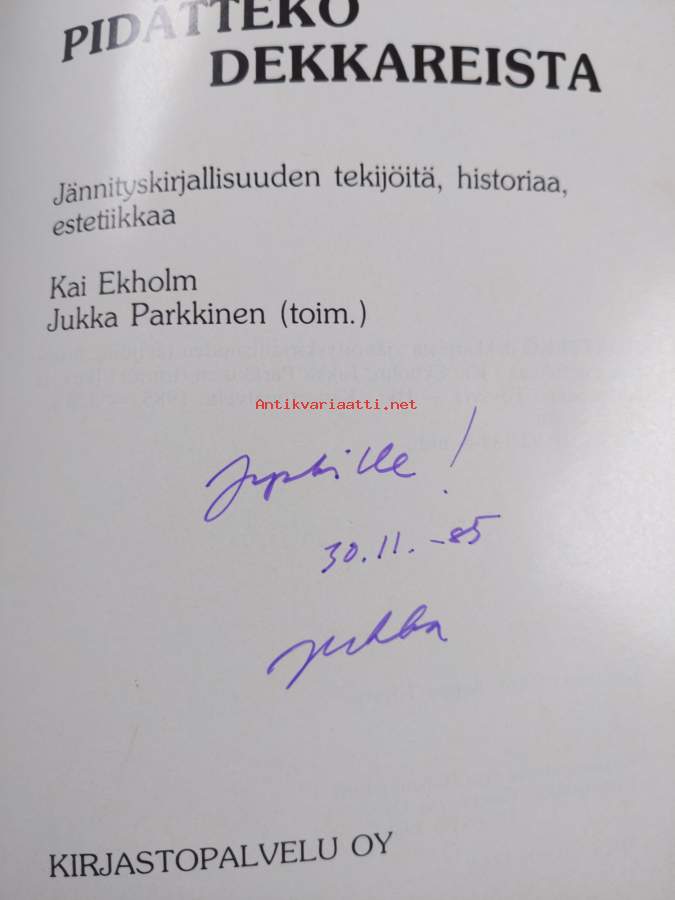 PIDÄTTEKÖ
DEKKAREISTA
Jännityskirjallisuuden tekijöitä, historiaa,
estetiikkaa
Kai Ekholm
Jukka Parkkinen (toim.)
Antikvariaatti.net
30.11.-85
Jukka
KIRJASTOPALVELU OY